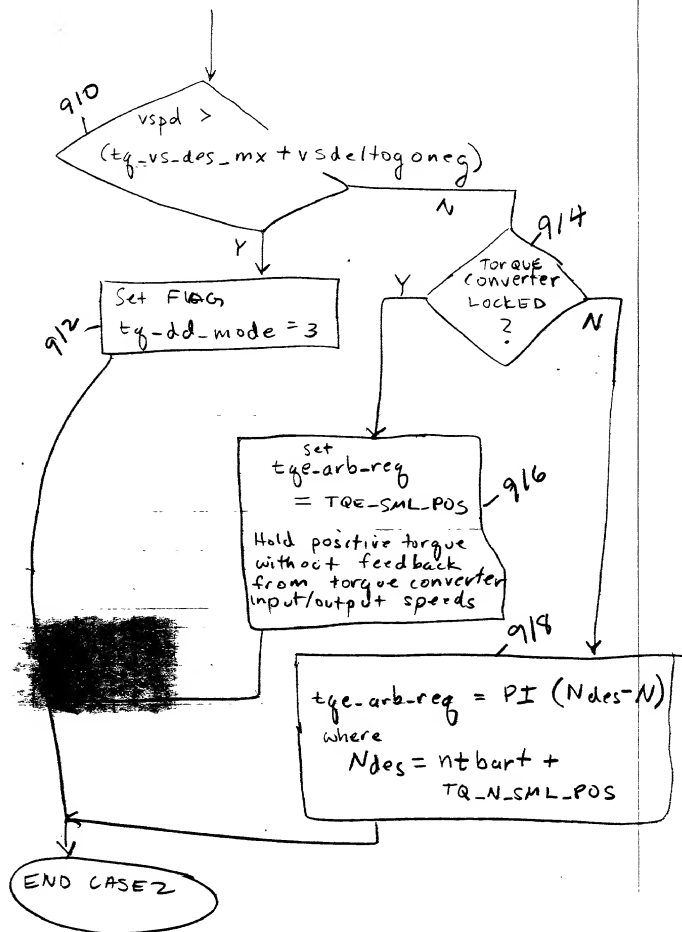 910
vspd >
(tq_vs_des_mx + vsdeltogoneg)
N
Y
914
TORQUE
Converter
LOCKED
?
Y
N
Set FLAG
tq_dd_mode = 3
912
set
tqe_arb_req
= TQE_SML_POS
916
Hold positive torque
without feedback
from torque converter
input/output speeds
918
tqe_arb_req = PI (Ndes-N)
where
Ndes = ntbart +
TQ_N_SML_POS
END CASE2